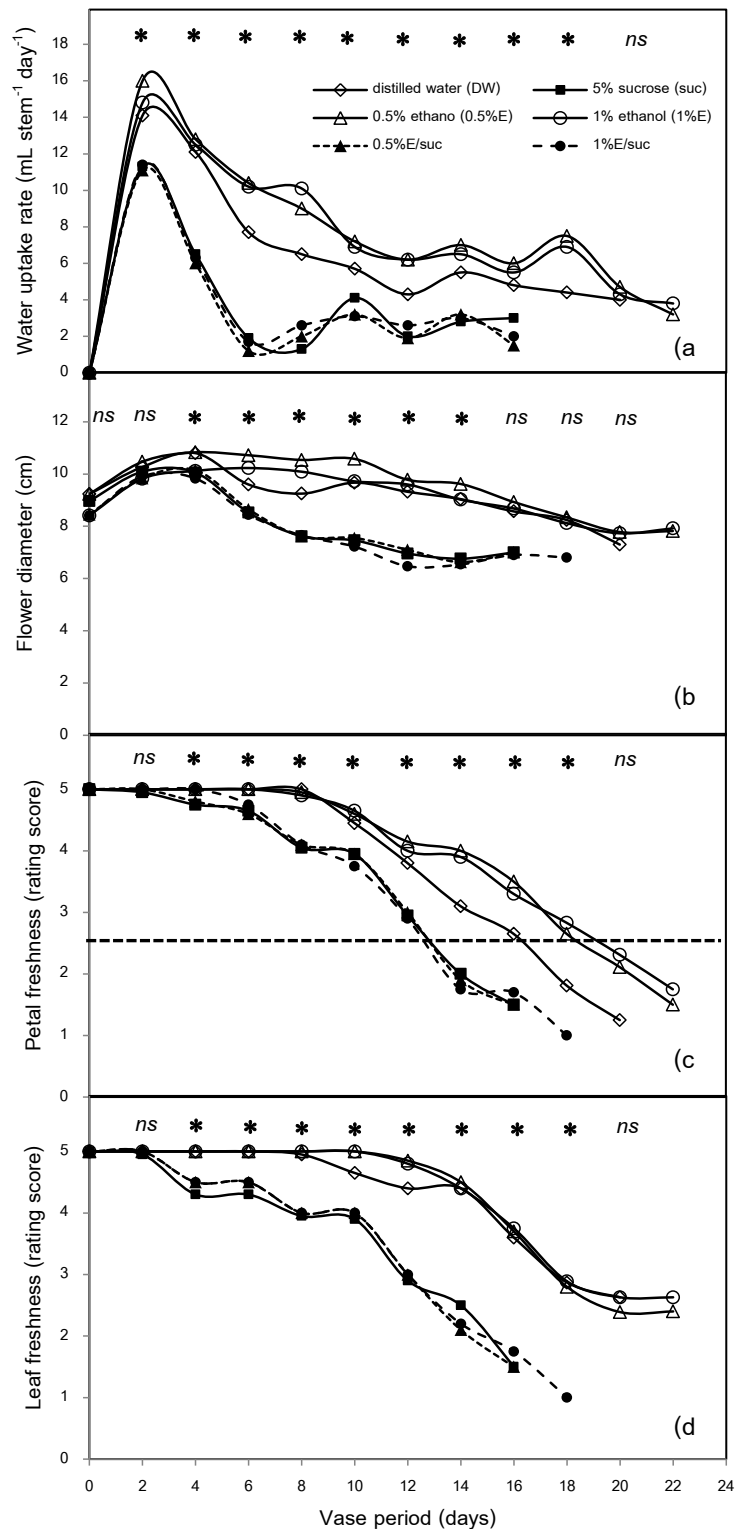 * * * * * * * * * ns
18
16
14
12
10
8
6
4
2
0
Water uptake rate (mL stem⁻¹ day⁻¹)
distilled water (DW) 5% sucrose (suc)
0.5% ethano (0.5%E) 1% ethanol (1%E)
0.5%E/suc 1%E/suc
(a
ns ns * * * * * * ns ns ns
12
10
8
6
4
2
0
Flower diameter (cm)
(b
ns * * * * * * * * ns
5
4
3
2
1
Petal freshness (rating score)
(c
ns * * * * * * * * ns
5
4
3
2
1
0
Leaf freshness (rating score)
(d
0 2 4 6 8 10 12 14 16 18 20 22 24
Vase period (days)